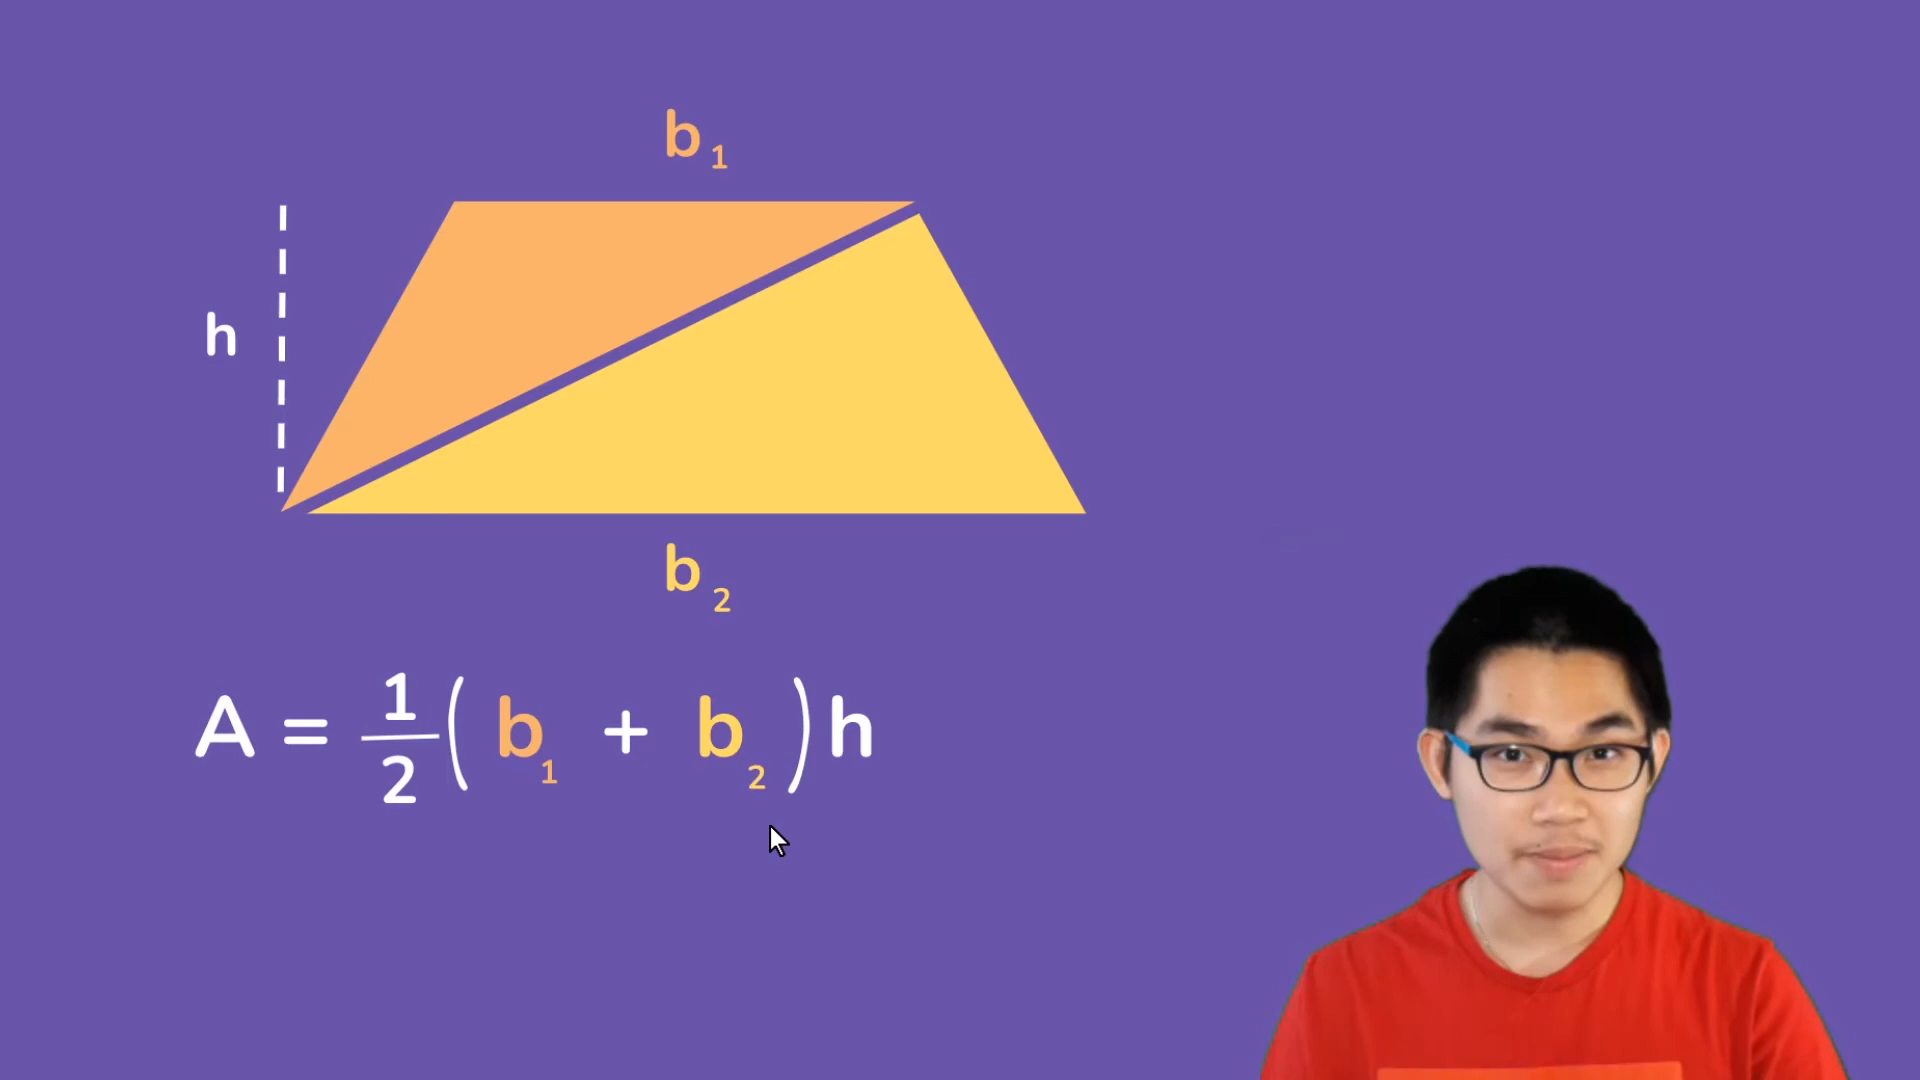 b₁
h
b₂
A = 1/2 ( b₁ + b₂ ) h